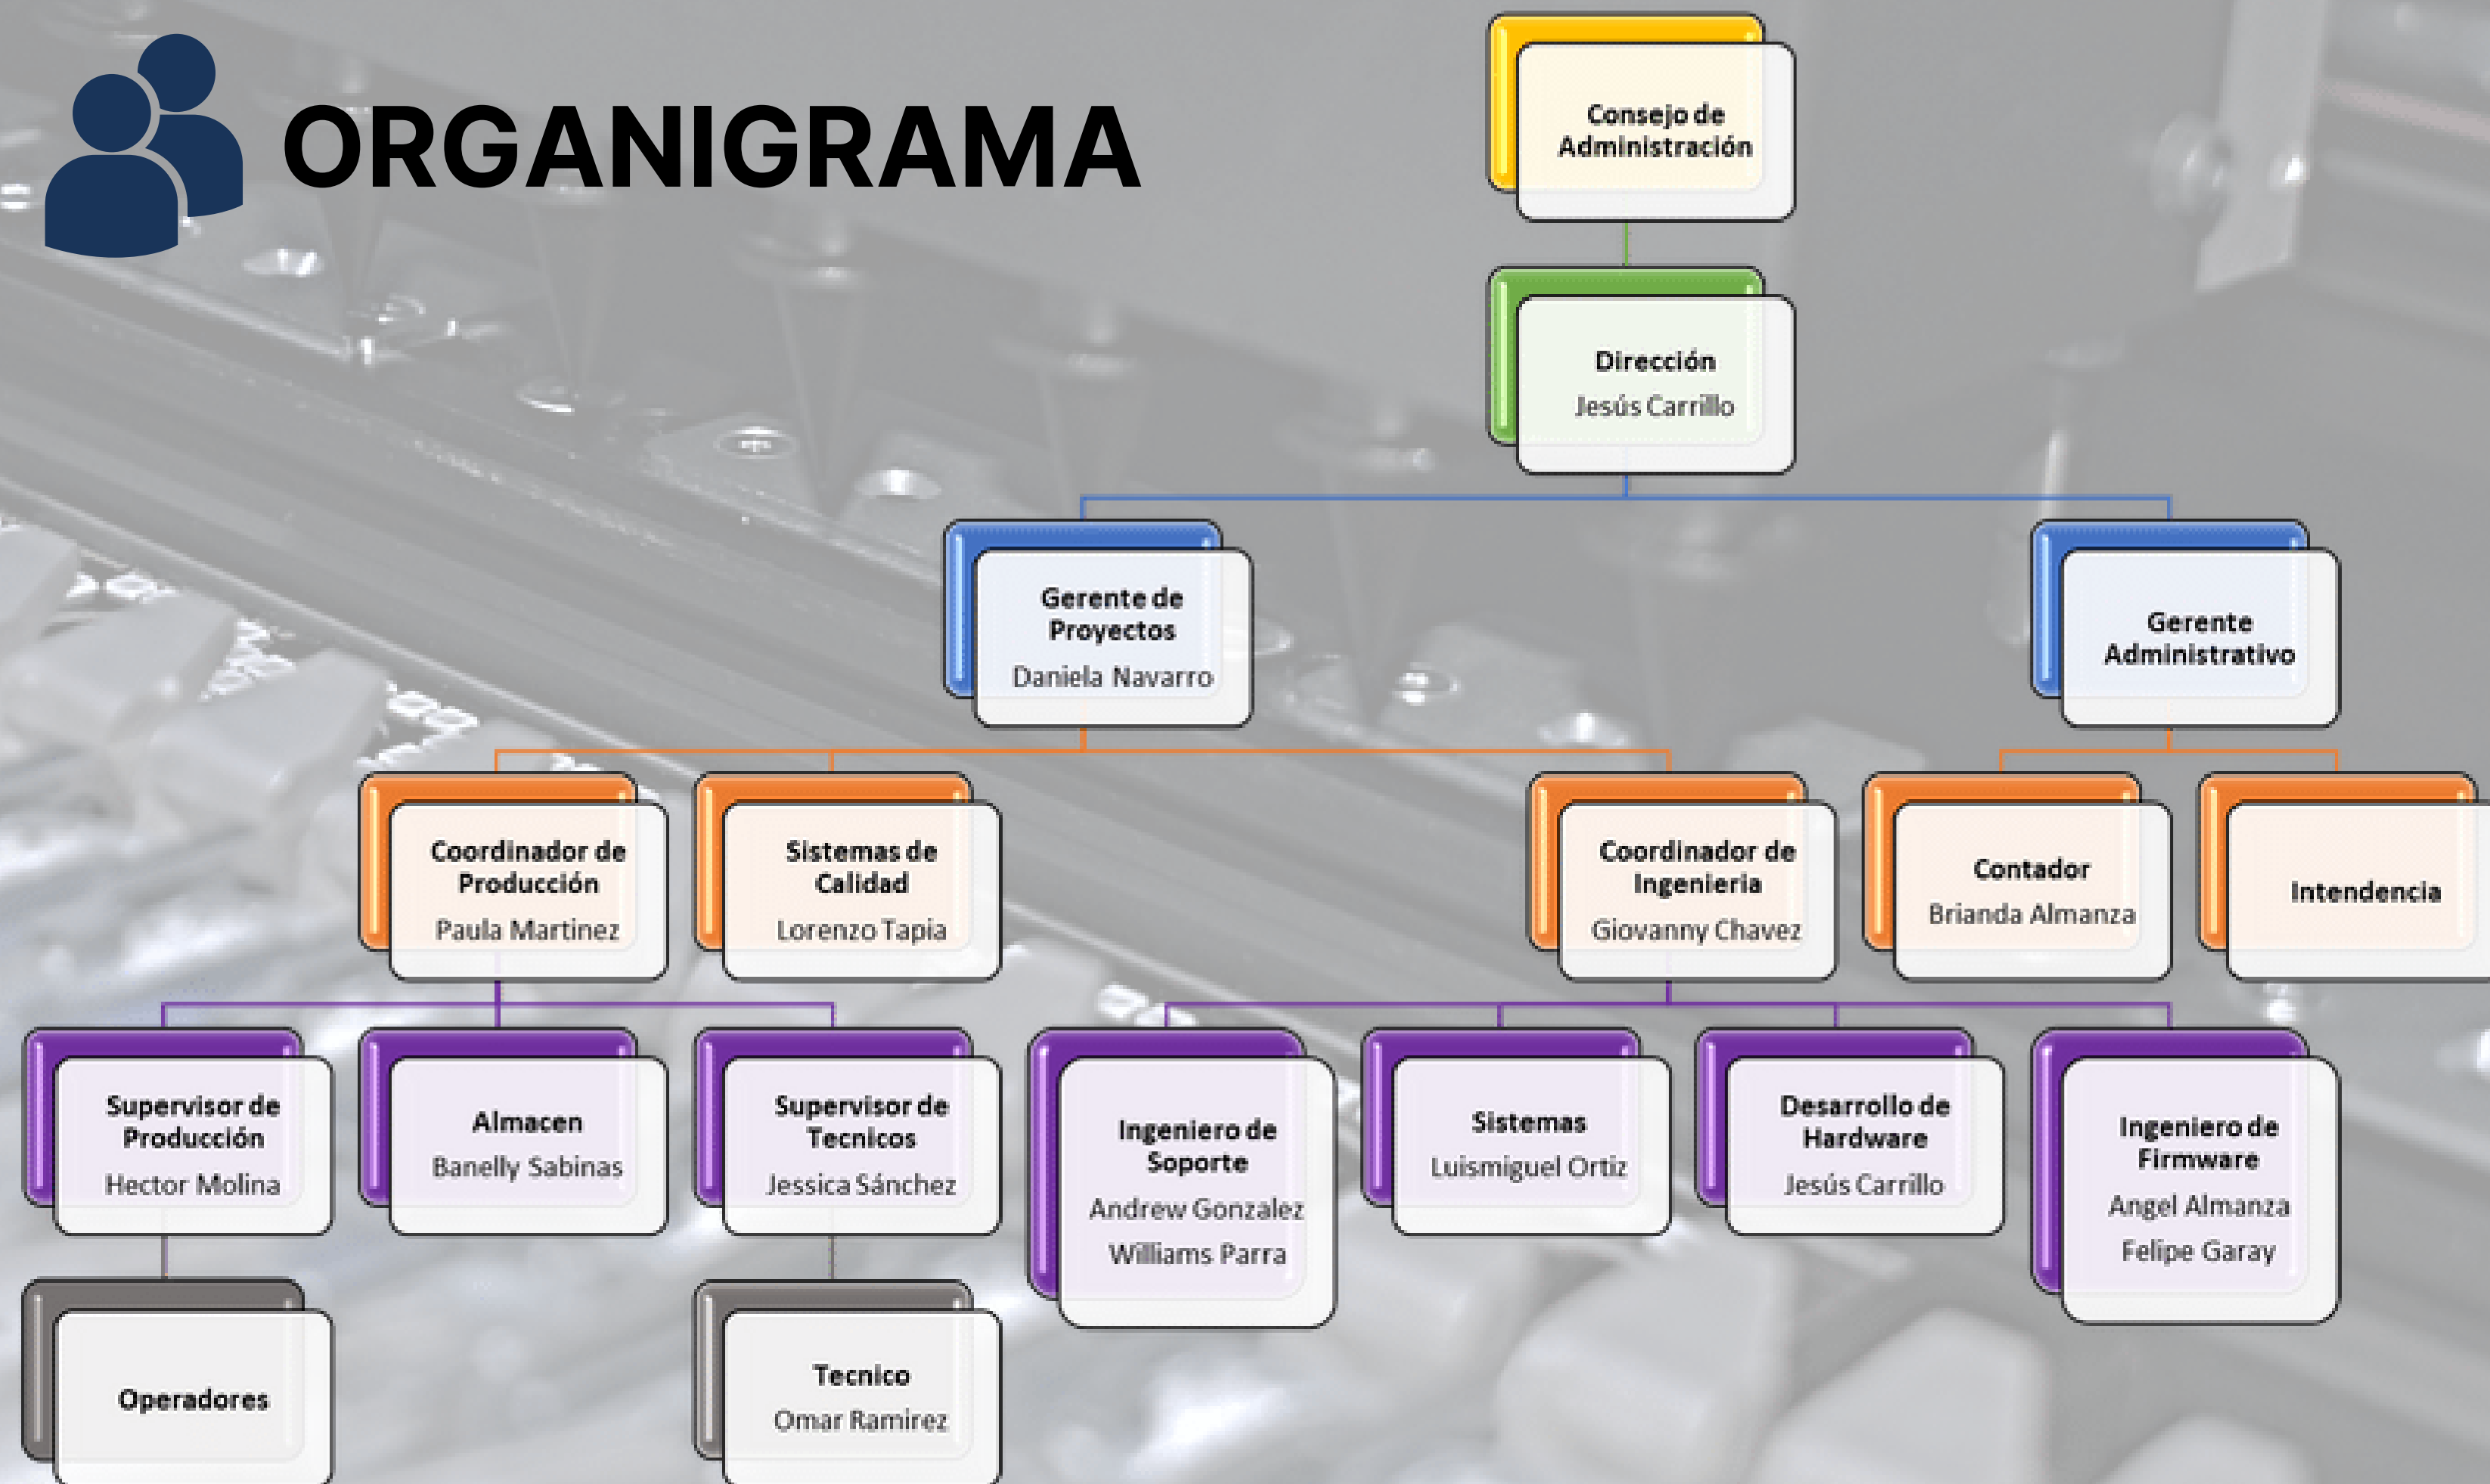 ORGANIGRAMA
Consejo de
Administración
Dirección
Jesús Carrillo
Gerente de
Proyectos
Daniela Navarro
Gerente
Administrativo
Coordinador de
Producción
Paula Martinez
Sistemas de
Calidad
Lorenzo Tapia
Coordinador de
Ingenieria
Giovanny Chavez
Contador
Brianda Almanza
Intendencia
Supervisor de
Producción
Hector Molina
Almacen
Banelly Sabinas
Supervisor de
Tecnicos
Jessica Sánchez
Ingeniero de
Soporte
Andrew Gonzalez
Williams Parra
Sistemas
Luismiguel Ortiz
Desarrollo de
Hardware
Jesús Carrillo
Ingeniero de
Firmware
Angel Almanza
Felipe Garay
Operadores
Tecnico
Omar Ramirez